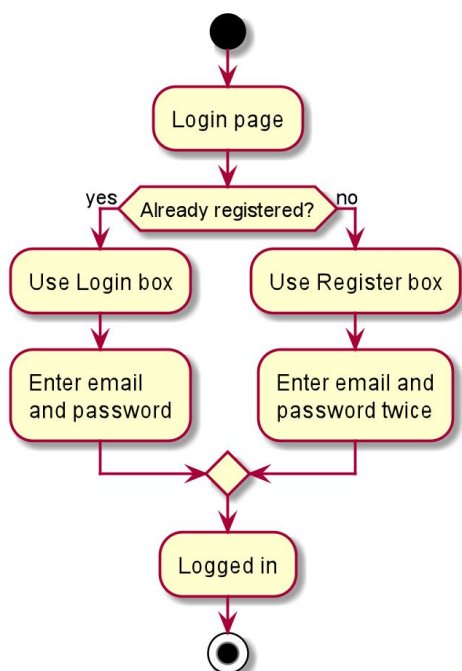 Login page
yes
Already registered?
no
Use Login box
Use Register box
Enter email
and password
Enter email and
password twice
Logged in